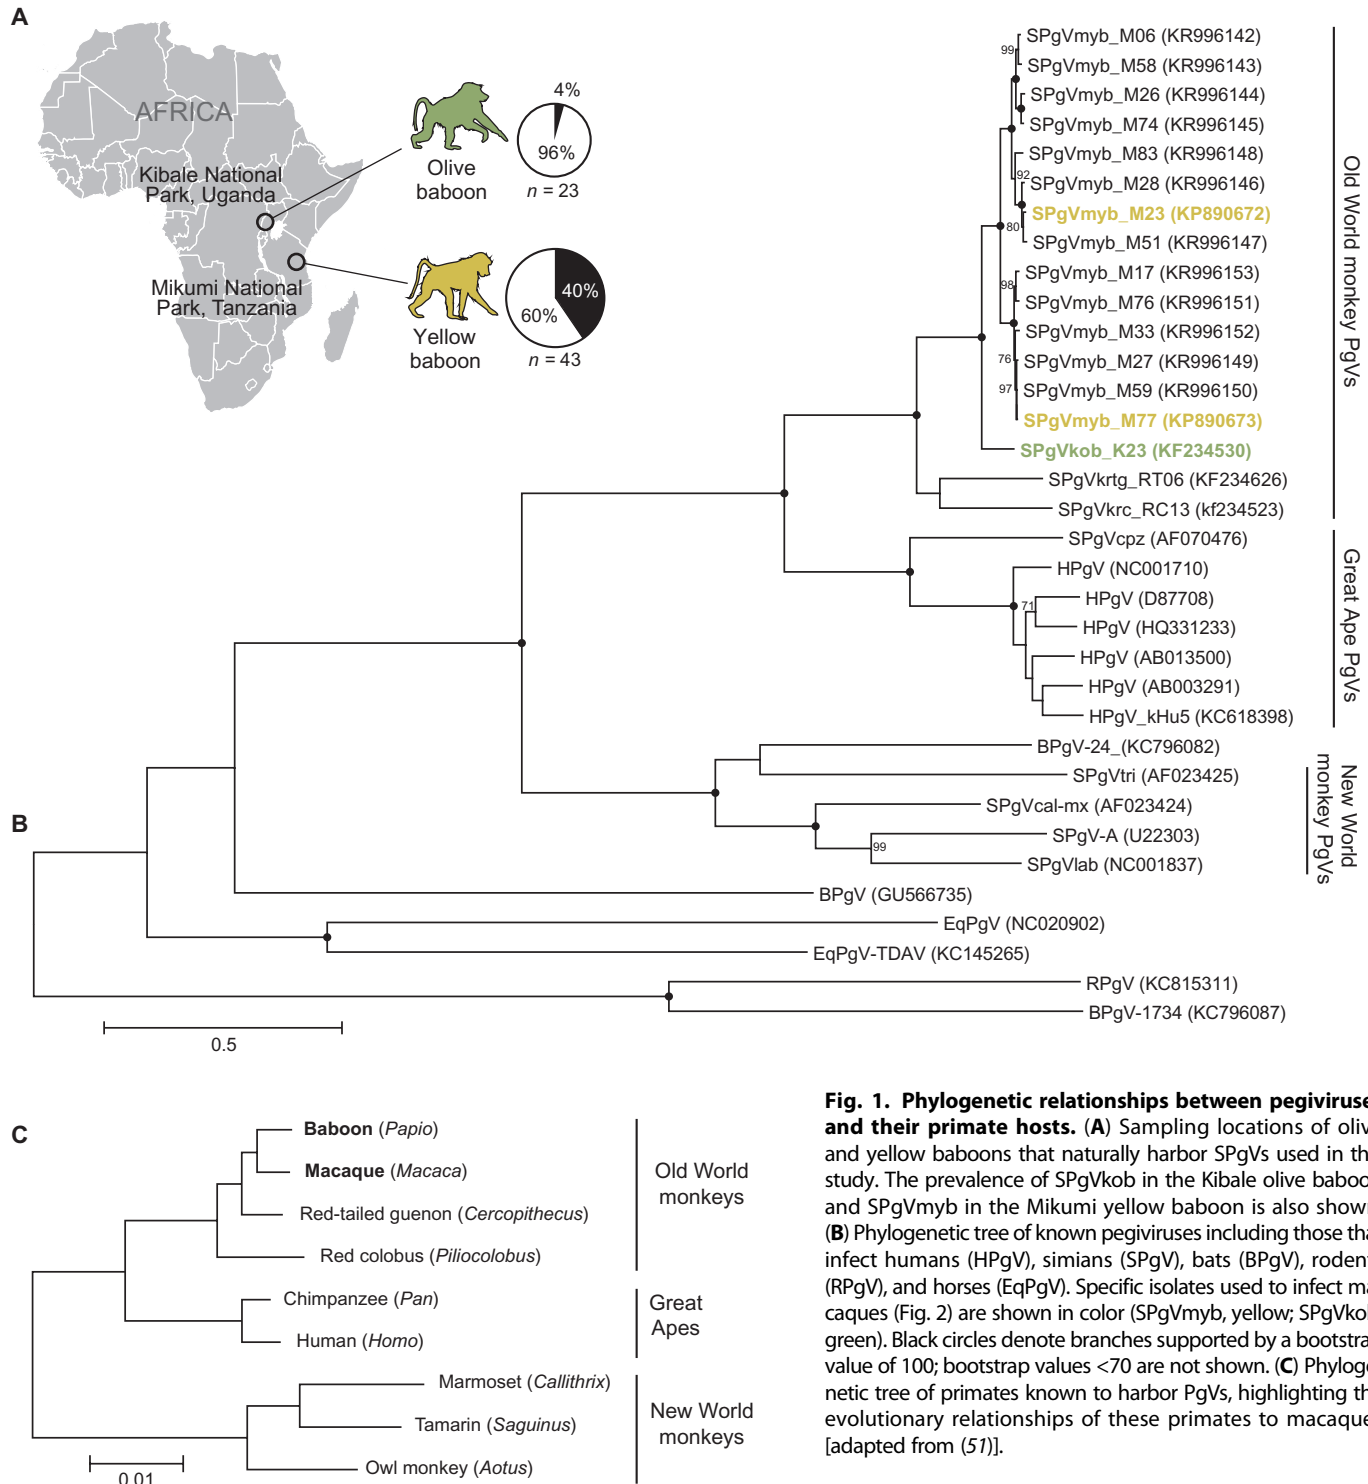 A
AFRICA
Kibale National
Park, Uganda
Mikumi National
Park, Tanzania
Olive
baboon
4%
96%
n = 23
Yellow
baboon
40%
60%
n = 43
B
SPgVmyb_M06 (KR996142)
99
SPgVmyb_M58 (KR996143)
SPgVmyb_M26 (KR996144)
SPgVmyb_M74 (KR996145)
SPgVmyb_M83 (KR996148)
92
SPgVmyb_M28 (KR996146)
SPgVmyb_M23 (KP890672)
80
SPgVmyb_M51 (KR996147)
SPgVmyb_M17 (KR996153)
98
SPgVmyb_M76 (KR996151)
SPgVmyb_M33 (KR996152)
76
SPgVmyb_M27 (KR996149)
97
SPgVmyb_M59 (KR996150)
SPgVmyb_M77 (KP890673)
SPgVkob_K23 (KF234530)
SPgVkrtg_RT06 (KF234626)
SPgVkrc_RC13 (kf234523)
Old World monkey PgVs
SPgVcpz (AF070476)
HPgV (NC001710)
71
HPgV (D87708)
HPgV (HQ331233)
HPgV (AB013500)
HPgV (AB003291)
HPgV_kHu5 (KC618398)
Great Ape PgVs
BPgV-24_(KC796082)
SPgVtri (AF023425)
SPgVcal-mx (AF023424)
SPgV-A (U22303)
99
SPgVlab (NC001837)
New World
monkey PgVs
BPgV (GU566735)
EqPgV (NC020902)
EqPgV-TDAV (KC145265)
RPgV (KC815311)
BPgV-1734 (KC796087)
0.5
C
Baboon (Papio)
Macaque (Macaca)
Red-tailed guenon (Cercopithecus)
Red colobus (Piliocolobus)
Old World
monkeys
Chimpanzee (Pan)
Human (Homo)
Great
Apes
Marmoset (Callithrix)
Tamarin (Saguinus)
Owl monkey (Aotus)
New World
monkeys
0.01
Fig. 1. Phylogenetic relationships between pegiviruse
and their primate hosts. (A) Sampling locations of oliv
and yellow baboons that naturally harbor SPgVs used in th
study. The prevalence of SPgVkob in the Kibale olive baboo
and SPgVmyb in the Mikumi yellow baboon is also shown
(B) Phylogenetic tree of known pegiviruses including those tha
infect humans (HPgV), simians (SPgV), bats (BPgV), roden
(RPgV), and horses (EqPgV). Specific isolates used to infect ma
caques (Fig. 2) are shown in color (SPgVmyb, yellow; SPgVko
green). Black circles denote branches supported by a bootstra
value of 100; bootstrap values <70 are not shown. (C) Phyloge
netic tree of primates known to harbor PgVs, highlighting th
evolutionary relationships of these primates to macaque
[adapted from (51)].